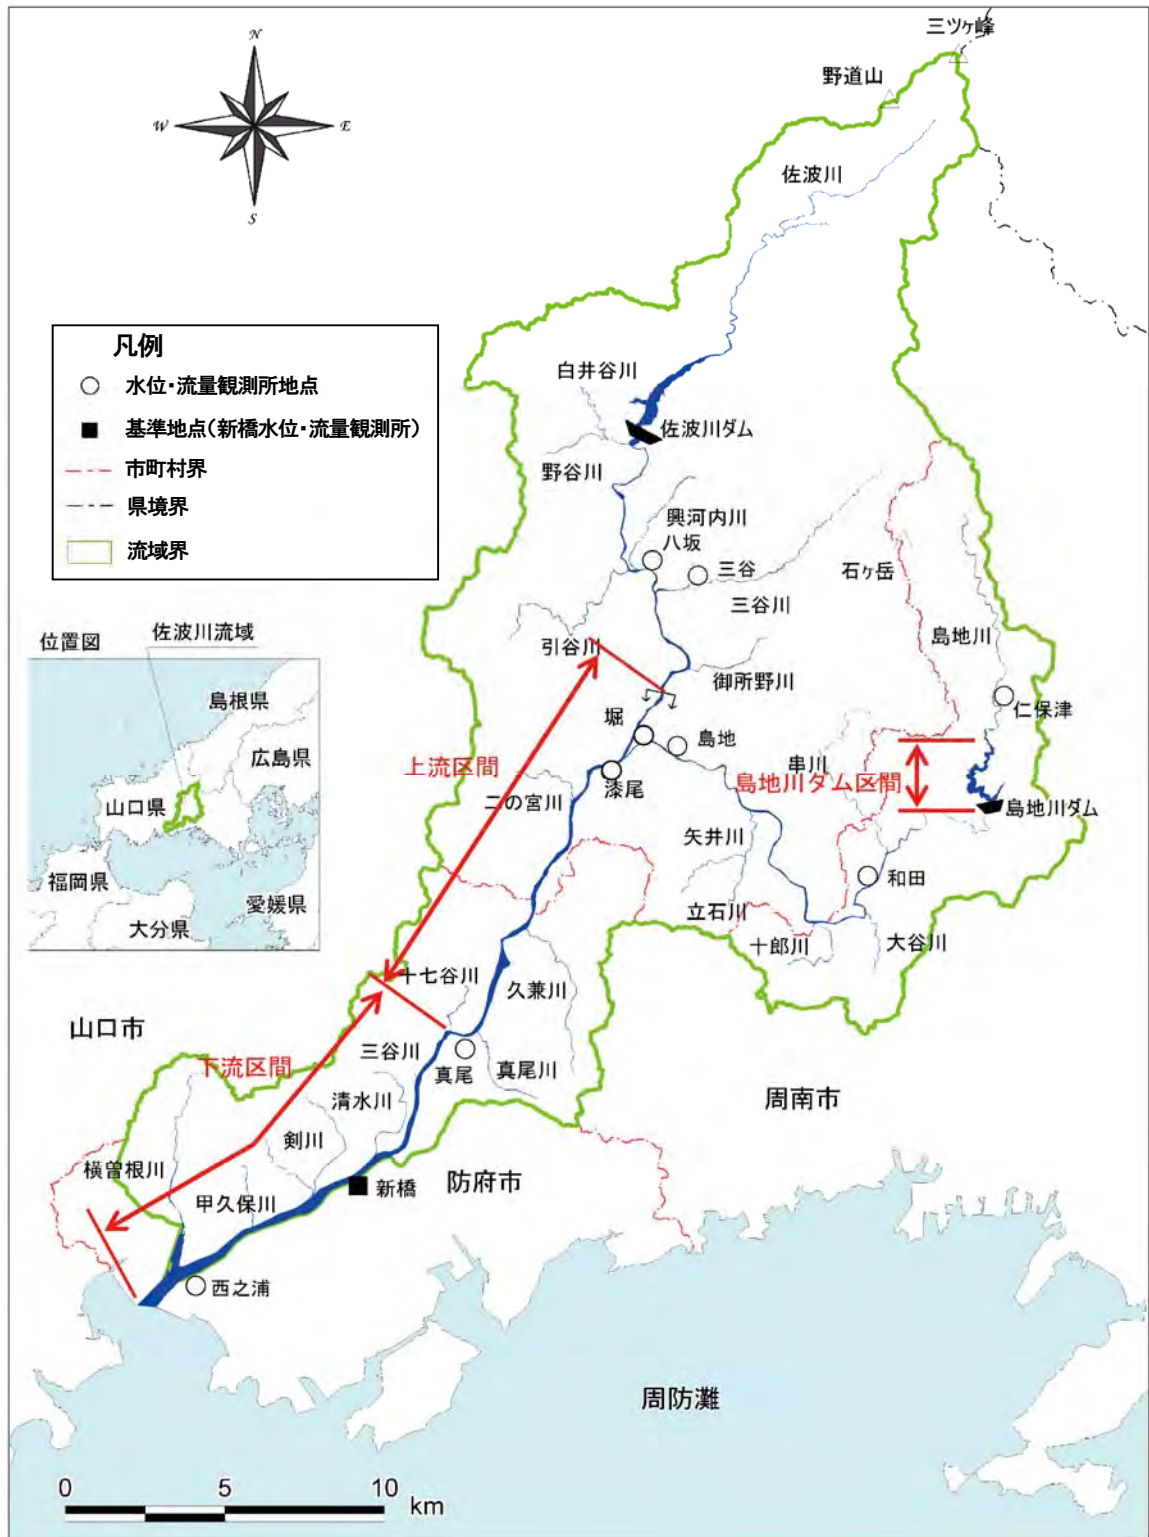 三ツヶ峰
野道山
N
W
E
S
佐波川
凡例
水位・流量観測所地点
基準地点(新橋水位・流量観測所)
市町村界
県境界
流域界
白井谷川
佐波川ダム
野谷川
興河内川
八坂
三谷
三谷川
石ヶ岳
島地川
引谷川
御所野川
仁保津
位置図
佐波川流域
島根県
広島県
山口県
福岡県
愛媛県
大分県
堀
島地
串川
上流区間
島地川ダム区間
漆尾
二の宮川
島地川ダム
矢井川
和田
立石川
十郎川
大谷川
十七谷川
久兼川
山口市
三谷川
真尾
真尾川
下流区間
清水川
周南市
剣川
横曽根川
新橋
防府市
甲久保川
西之浦
周防灘
0
5
10
km